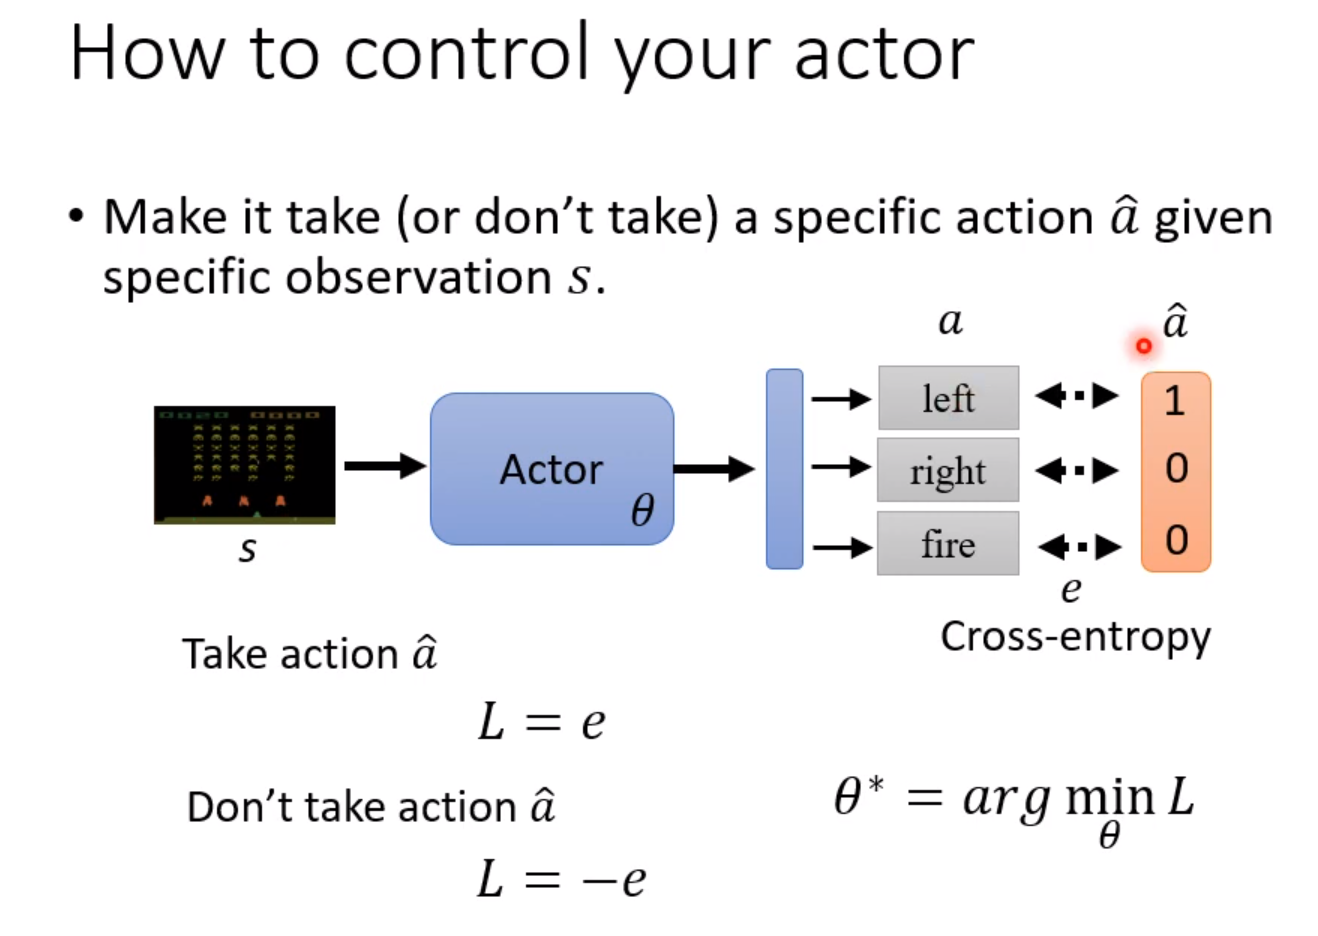 How to control your actor
• Make it take (or don't take) a specific action â given
specific observation s.
a
â
left
1
Actor
right
0
θ
fire
0
s
e
Cross-entropy
Take action â
L = e
Don't take action â
θ* = arg min L
θ
L = −e